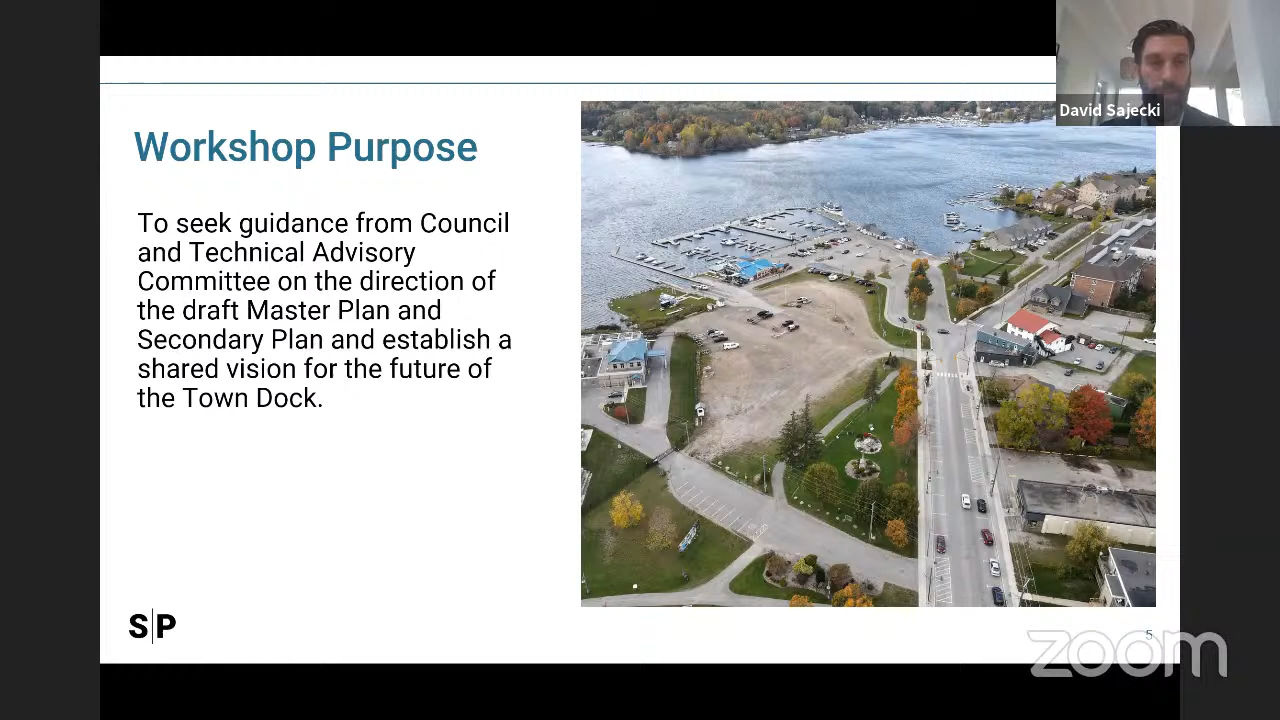 David Sajecki
Workshop Purpose
To seek guidance from Council
and Technical Advisory
Committee on the direction of
the draft Master Plan and
Secondary Plan and establish a
shared vision for the future of
the Town Dock.
S|P
5
zoom